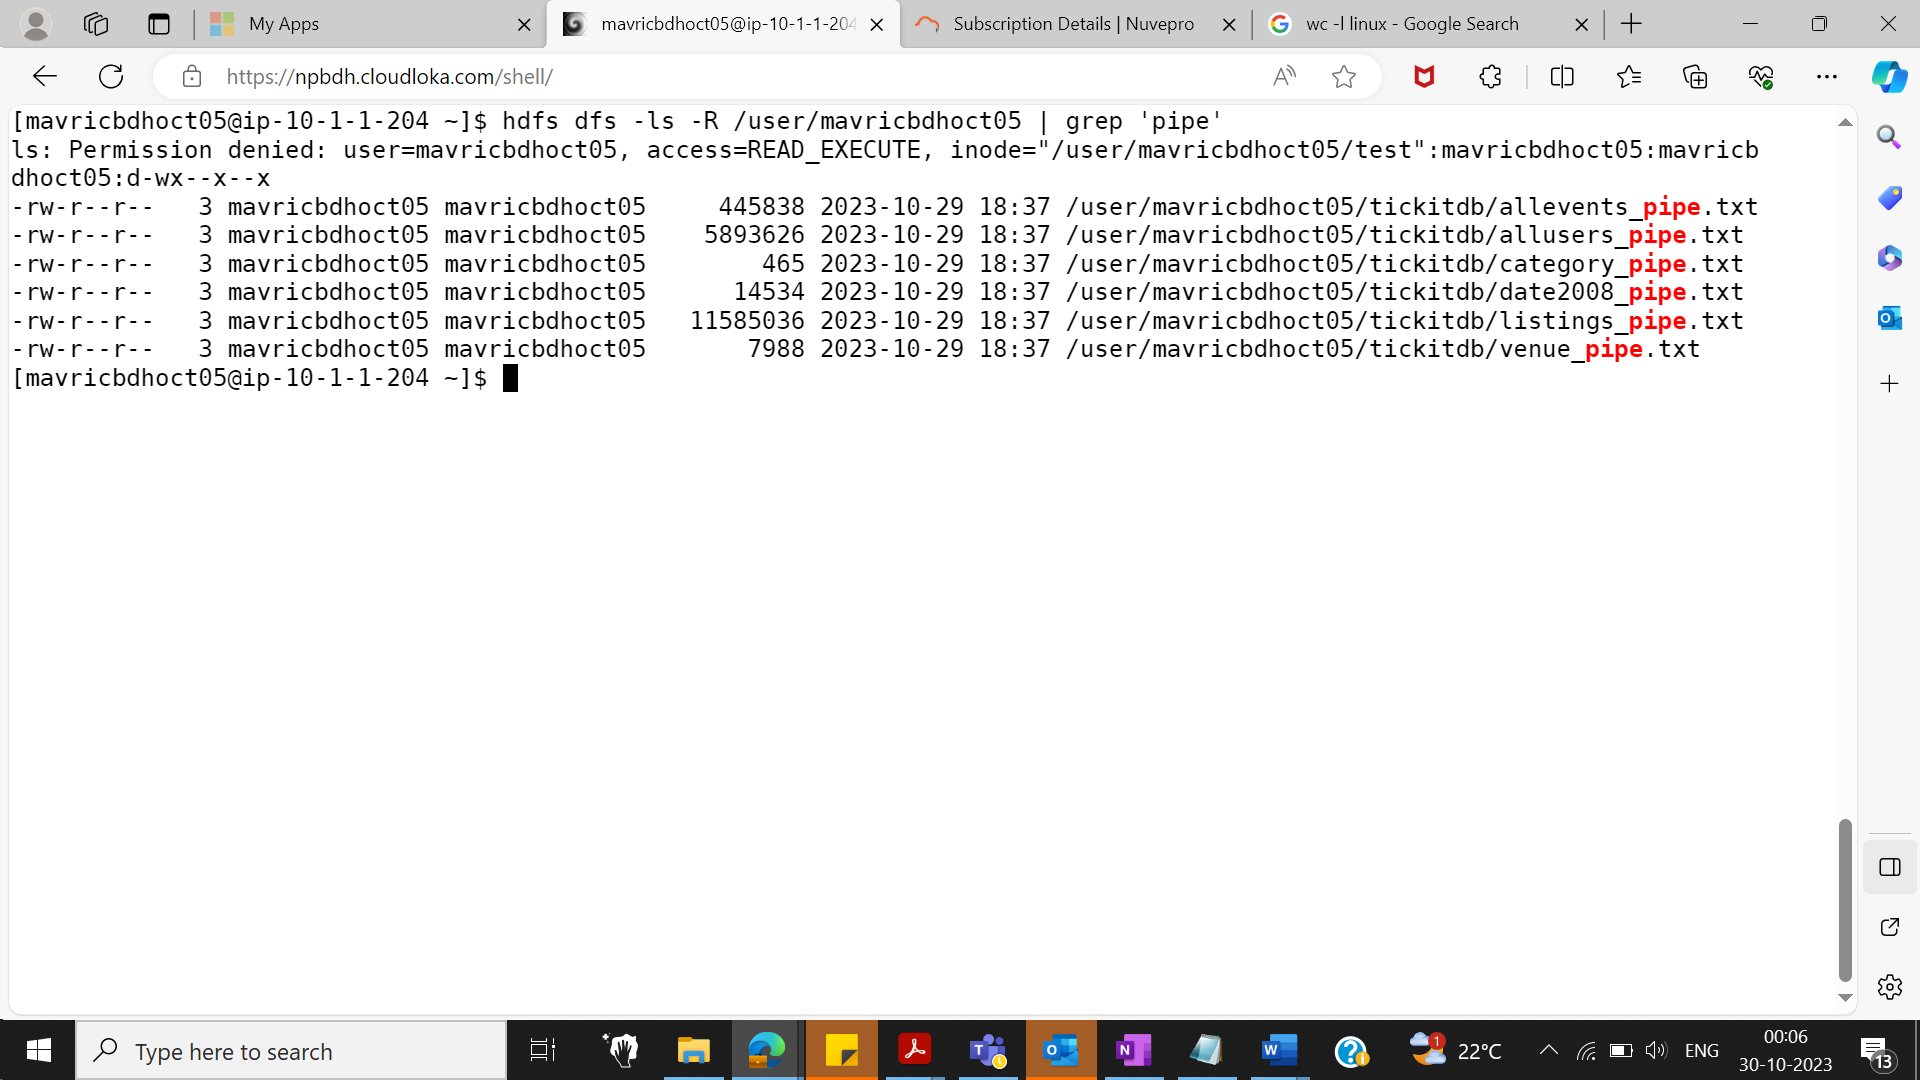 My Apps
mavricbdhoct05@ip-10-1-1-204
Subscription Details | Nuvepro
wc -l linux - Google Search
https://npbdh.cloudloka.com/shell/
[mavricbdhoct05@ip-10-1-1-204 ~]$ hdfs dfs -ls -R /user/mavricbdhoct05 | grep 'pipe'
ls: Permission denied: user=mavricbdhoct05, access=READ_EXECUTE, inode="/user/mavricbdhoct05/test":mavricbdhoct05:mavricb
dhoct05:d-wx--x--x
-rw-r--r--   3 mavricbdhoct05 mavricbdhoct05     445838 2023-10-29 18:37 /user/mavricbdhoct05/tickitdb/allevents_pipe.txt
-rw-r--r--   3 mavricbdhoct05 mavricbdhoct05    5893626 2023-10-29 18:37 /user/mavricbdhoct05/tickitdb/allusers_pipe.txt
-rw-r--r--   3 mavricbdhoct05 mavricbdhoct05        465 2023-10-29 18:37 /user/mavricbdhoct05/tickitdb/category_pipe.txt
-rw-r--r--   3 mavricbdhoct05 mavricbdhoct05      14534 2023-10-29 18:37 /user/mavricbdhoct05/tickitdb/date2008_pipe.txt
-rw-r--r--   3 mavricbdhoct05 mavricbdhoct05   11585036 2023-10-29 18:37 /user/mavricbdhoct05/tickitdb/listings_pipe.txt
-rw-r--r--   3 mavricbdhoct05 mavricbdhoct05       7988 2023-10-29 18:37 /user/mavricbdhoct05/tickitdb/venue_pipe.txt
[mavricbdhoct05@ip-10-1-1-204 ~]$
Type here to search
1
22°C
ENG
00:06
30-10-2023
13